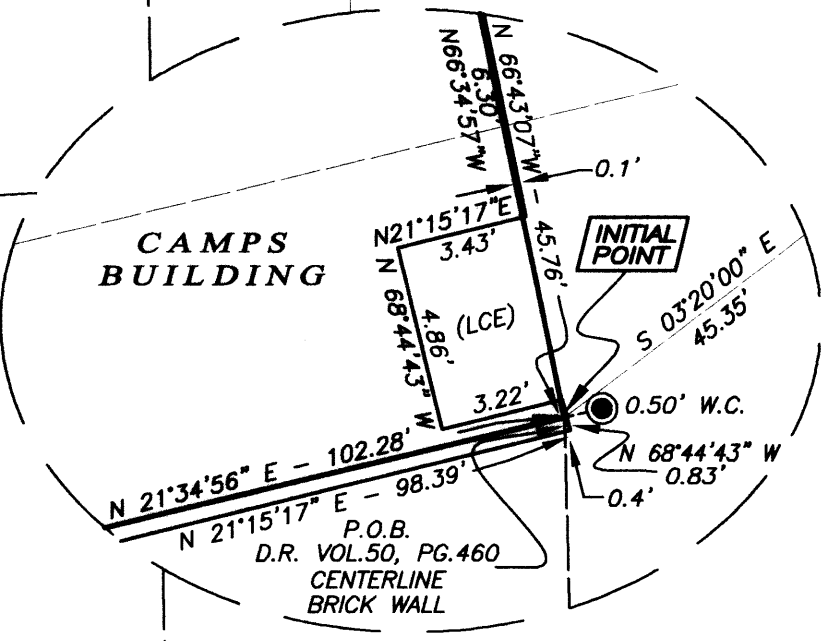 N 66°43'07"W - 45.76'
N66°34'57"W
6.30'
0.1'
CAMPS
BUILDING
N21°15'17"E
3.43'
INITIAL
POINT
N 68°44'43" W
4.86'
(LCE)
S 03°20'00" E
45.35'
3.22'
0.50' W.C.
N 68°44'43" W
0.83'
0.4'
N 21°34'56" E - 102.28'
N 21°15'17" E - 98.39'
P.O.B.
D.R. VOL.50, PG.460
CENTERLINE
BRICK WALL